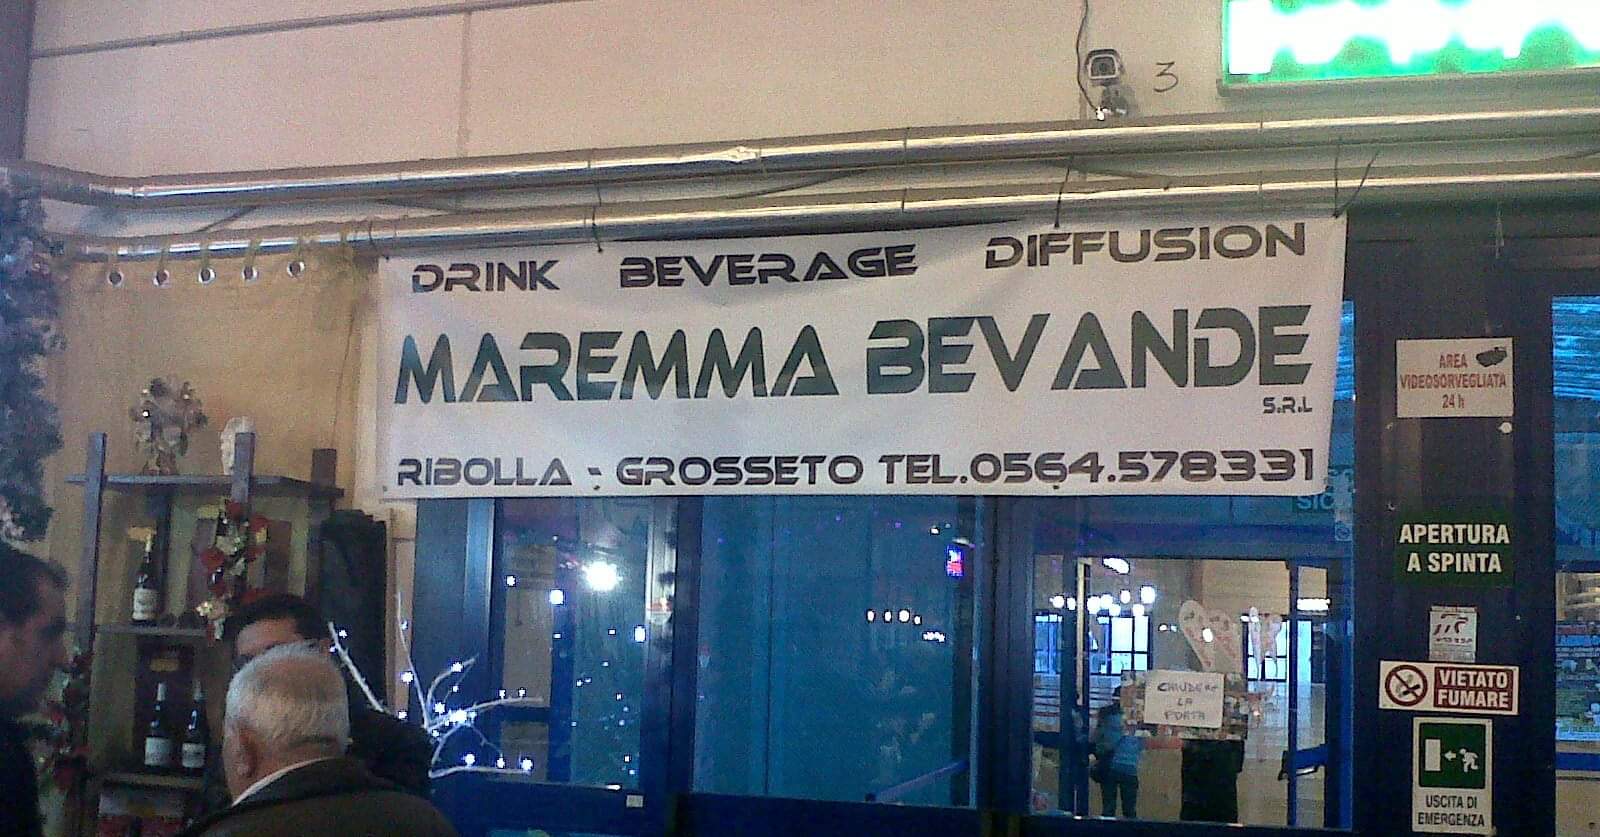 3
DRINK BEVERAGE DIFFUSION
MAREMMA BEVANDE
S.R.L
RIBOLLA - GROSSETO TEL.0564.578331
AREA
VIDEOSORVEGLIATA
24 h
APERTURA
A SPINTA
VIETATO
FUMARE
CHIUDERE
LA
PORTA
USCITA DI
EMERGENZA